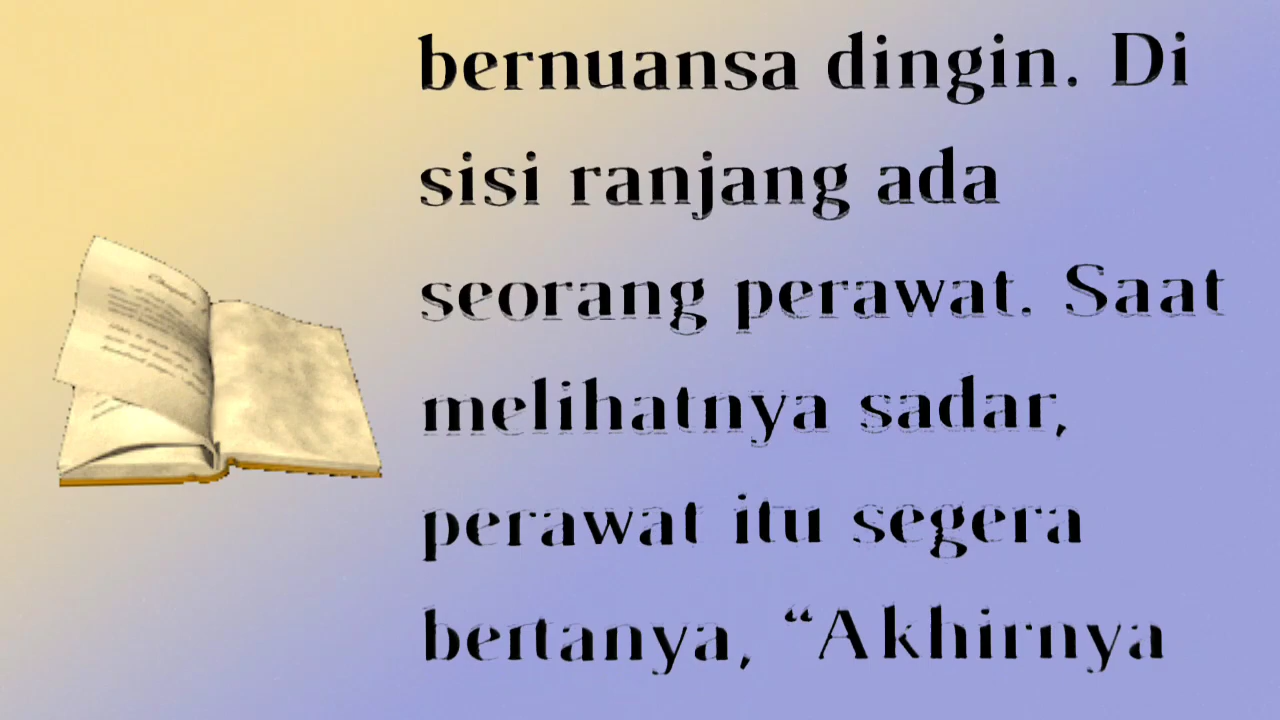 bernuansa dingin. Di
sisi ranjang ada
seorang perawat. Saat
melihatnya sadar,
perawat itu segera
bertanya, “Akhirnya